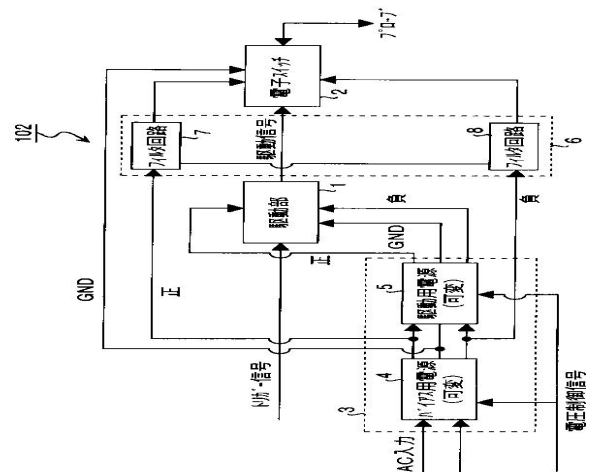 102
GND
正
トリガー信号
フィルタ回路
7
電子スイッチ
2
プローブ
駆動信号
駆動部
1
フィルタ回路
8
6
正
GND
負
負
3
バイアス用電源
(可変)
4
駆動用電源
(可変)
5
AC入力
電圧制御信号